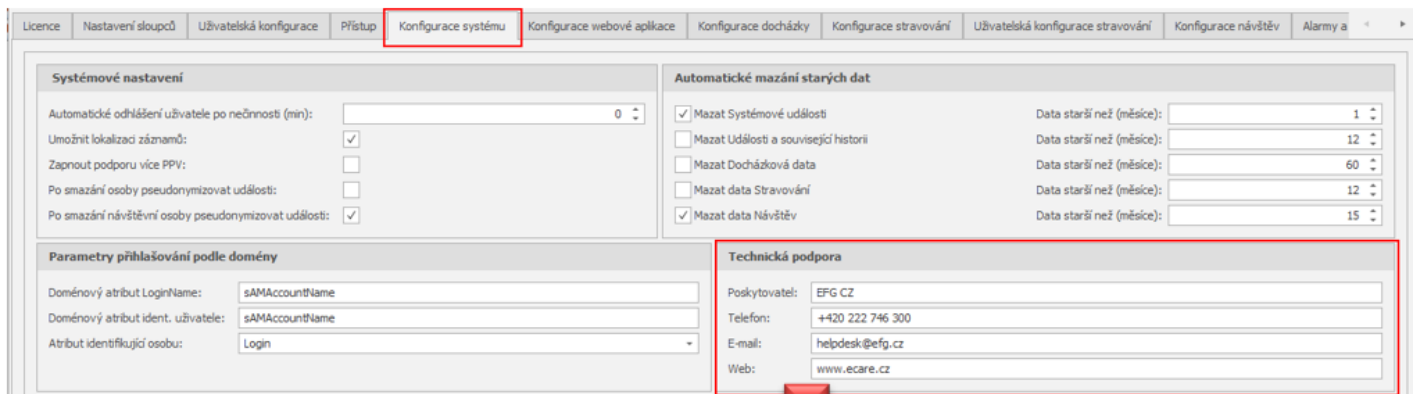 Licence Nastavení sloupců Uživatelská konfigurace Přístup Konfigurace systému Konfigurace webové aplikace Konfigurace docházky Konfigurace stravování Uživatelská konfigurace stravování Konfigurace návštěv Alarmy a
Systémové nastavení
Automatické odhlášení uživatele po nečinnosti (min): 0
Umožnit lokalizaci záznamů:
Zapnout podporu více PPV:
Po smazání osoby pseudonymizovat události:
Po smazání návštěvní osoby pseudonymizovat události:
Automatické mazání starých dat
Mazat Systémové události Data starší než (měsíce): 1
Mazat Události a související historii Data starší než (měsíce): 12
Mazat Docházková data Data starší než (měsíce): 60
Mazat data Stravování Data starší než (měsíce): 12
Mazat data Návštěv Data starší než (měsíce): 15
Parametry přihlašování podle domény
Doménový atribut LoginName: sAMAccountName
Doménový atribut ident. uživatele: sAMAccountName
Atribut identifikující osobu: Login
Technická podpora
Poskytovatel: EFG CZ
Telefon: +420 222 746 300
E-mail: helpdesk@efg.cz
Web: www.ecare.cz